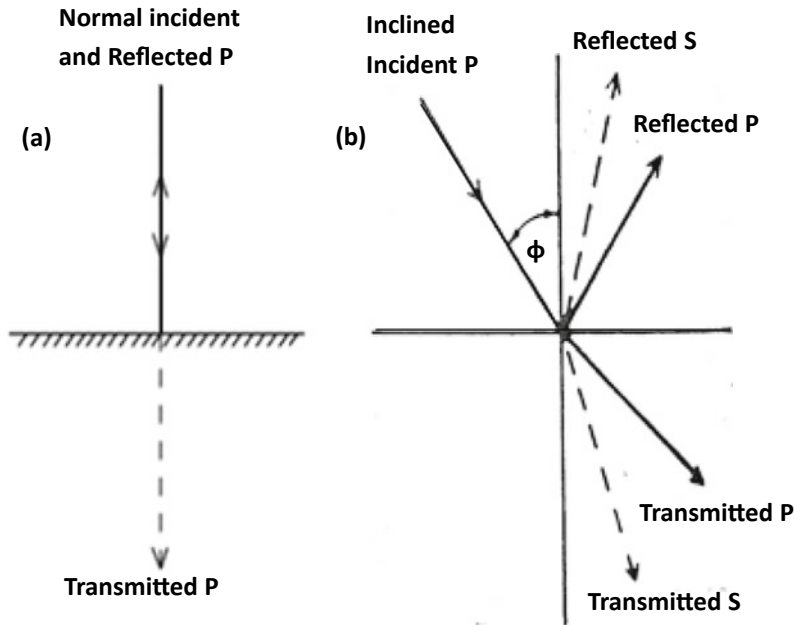 Normal incident
and Reflected P
(a)
Transmitted P
Inclined
Incident P
(b)
Reflected S
Reflected P
ϕ
Transmitted P
Transmitted S